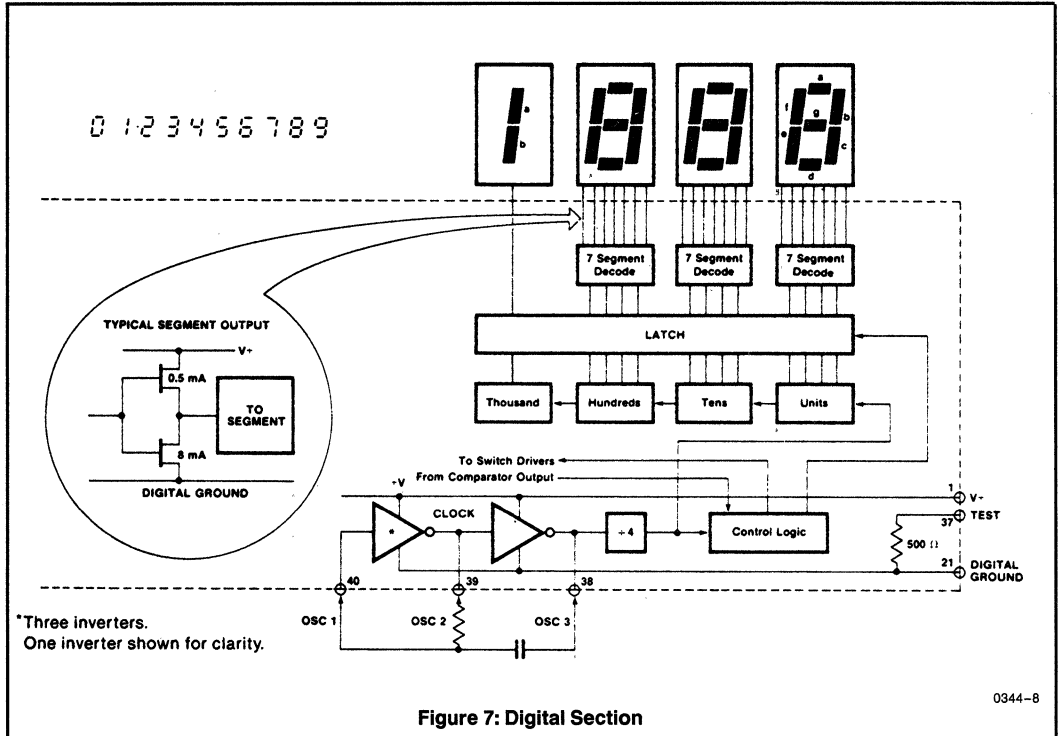 0 1 2 3 4 5 6 7 8 9
a
b
a
f
g
b
e
c
d
7 Segment Decode
7 Segment Decode
7 Segment Decode
TYPICAL SEGMENT OUTPUT
V+
0.5 mA
TO SEGMENT
8 mA
DIGITAL GROUND
LATCH
Thousand
Hundreds
Tens
Units
To Switch Drivers
From Comparator Output
+V
CLOCK
*
÷4
Control Logic
1
V+
37
TEST
500 Ω
21
DIGITAL GROUND
40
39
38
OSC 1
OSC 2
OSC 3
*Three inverters.
One inverter shown for clarity.
0344–8
Figure 7: Digital Section